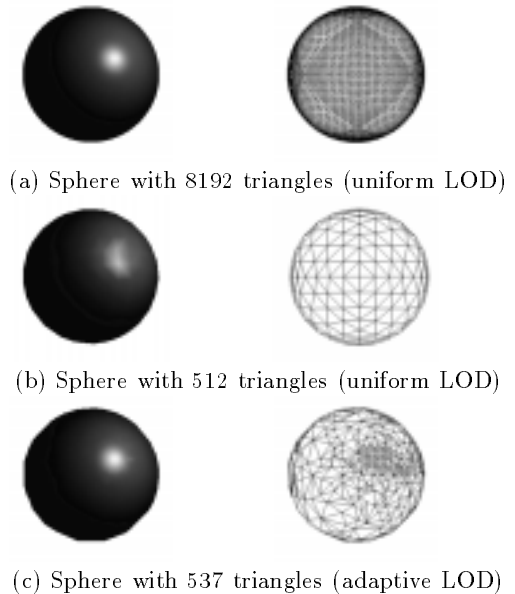 (a) Sphere with 8192 triangles (uniform LOD)
(b) Sphere with 512 triangles (uniform LOD)
(c) Sphere with 537 triangles (adaptive LOD)